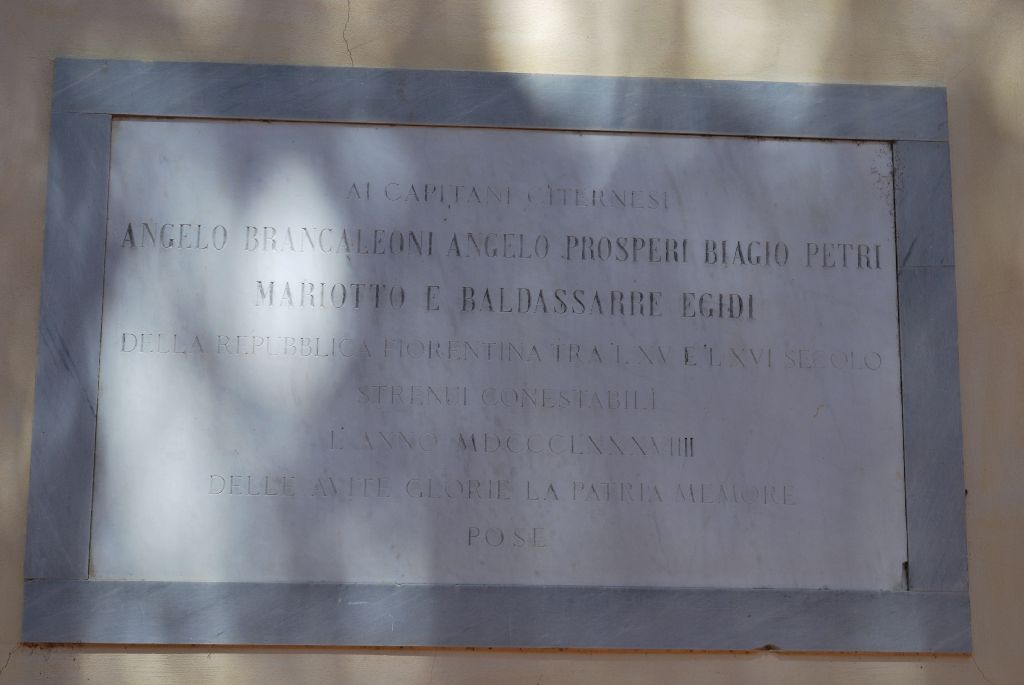 AI CAPITANI CITERNESI
ANGELO BRANCALEONI ANGELO PROSPERI BIAGIO PETRI
MARIOTTO E BALDASSARRE EGIDI
DELLA REPUBBLICA FIORENTINA TRA 'L XV E 'L XVI SECOLO
STRENUI CONESTABILI
L'ANNO MDCCCLXXXVIIII
DELLE AVITE GLORIE LA PATRIA MEMORE
POSE